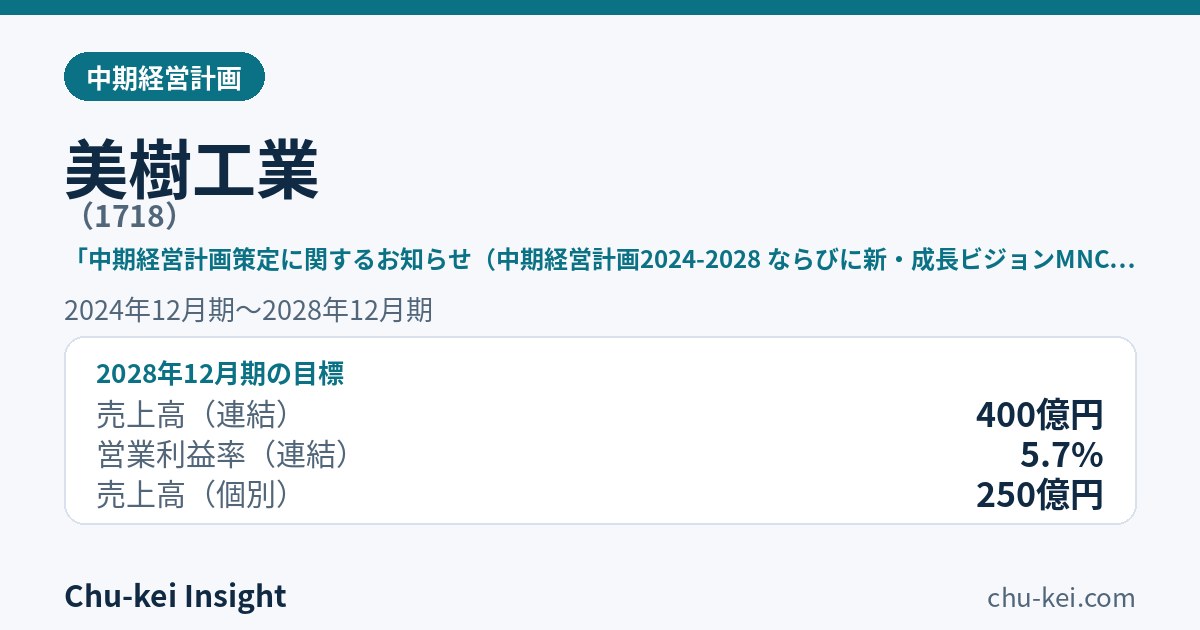 中期経営計画
美樹工業
（1718）
「中期経営計画策定に関するお知らせ（中期経営計画2024-2028 ならびに新・成長ビジョンMNC…
2024年12月期～2028年12月期
2028年12月期の目標
売上高（連結） 400億円
営業利益率（連結） 5.7%
売上高（個別） 250億円
Chu-kei Insight chu-kei.com